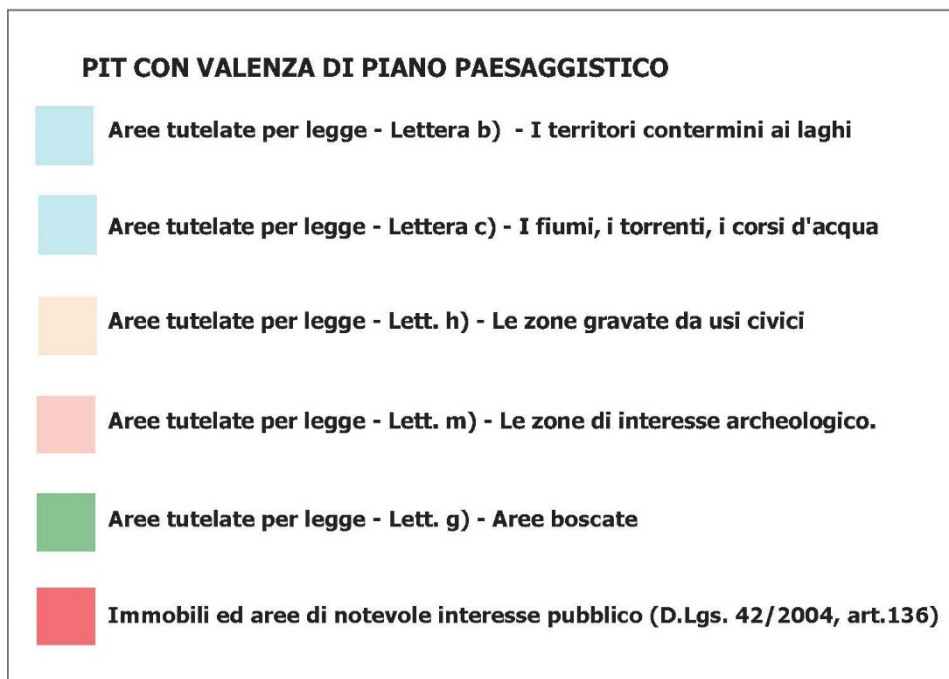 PIT CON VALENZA DI PIANO PAESAGGISTICO
Aree tutelate per legge - Lettera b) - I territori contermini ai laghi
Aree tutelate per legge - Lettera c) - I fiumi, i torrenti, i corsi d'acqua
Aree tutelate per legge - Lett. h) - Le zone gravate da usi civici
Aree tutelate per legge - Lett. m) - Le zone di interesse archeologico.
Aree tutelate per legge - Lett. g) - Aree boscate
Immobili ed aree di notevole interesse pubblico (D.Lgs. 42/2004, art.136)